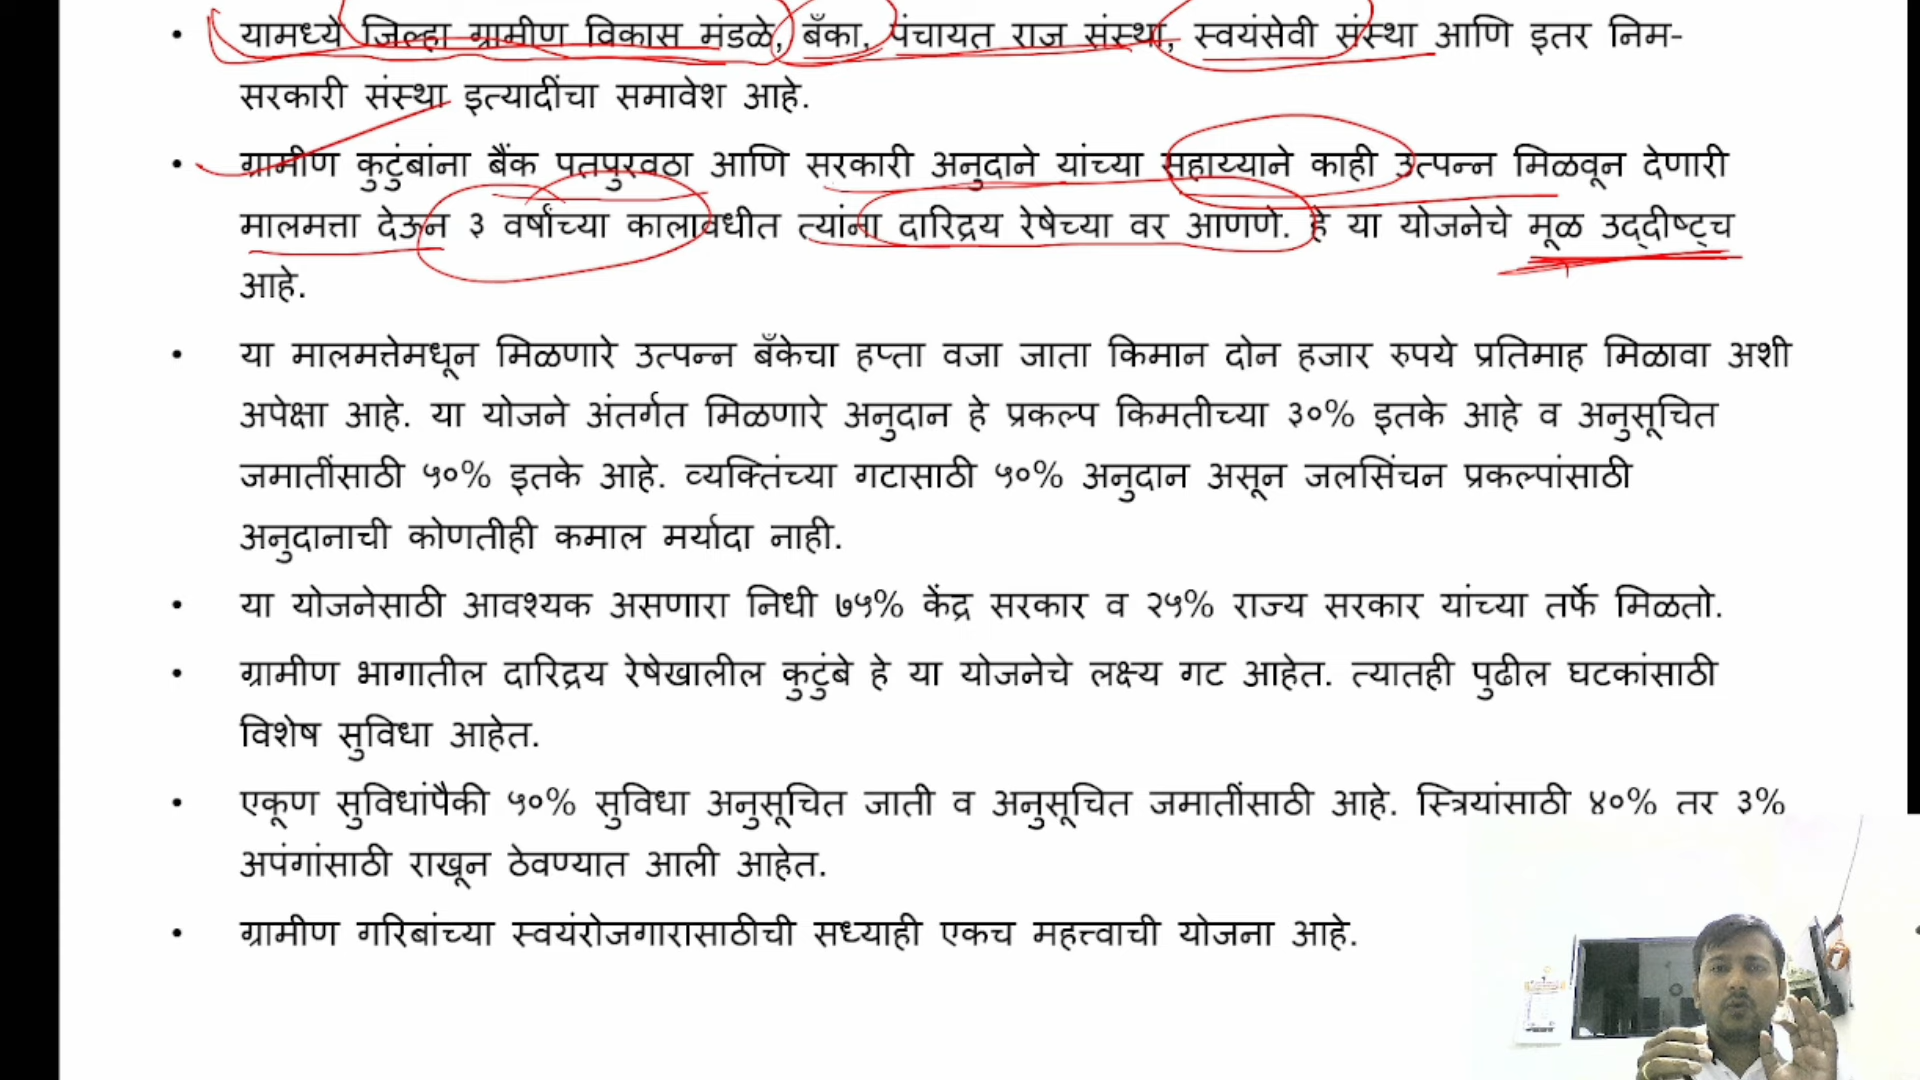 • यामध्ये जिल्हा ग्रामीण विकास मंडळे, बँका, पंचायत राज संस्था, स्वयंसेवी संस्था आणि इतर निम-
सरकारी संस्था इत्यादींचा समावेश आहे.
• ग्रामीण कुटुंबांना बैंक पतपुरवठा आणि सरकारी अनुदाने यांच्या सहाय्याने काही उत्पन्न मिळवून देणारी
मालमत्ता देऊन ३ वर्षांच्या कालावधीत त्यांना दारिद्रय रेषेच्या वर आणणे. हे या योजनेचे मूळ उद्दीष्ट्च
आहे.
• या मालमत्तेमधून मिळणारे उत्पन्न बँकेचा हप्ता वजा जाता किमान दोन हजार रुपये प्रतिमाह मिळावा अशी
अपेक्षा आहे. या योजने अंतर्गत मिळणारे अनुदान हे प्रकल्प किमतीच्या ३०% इतके आहे व अनुसूचित
जमातींसाठी ५०% इतके आहे. व्यक्तिंच्या गटासाठी ५०% अनुदान असून जलसिंचन प्रकल्पांसाठी
अनुदानाची कोणतीही कमाल मर्यादा नाही.
• या योजनेसाठी आवश्यक असणारा निधी ७५% केंद्र सरकार व २५% राज्य सरकार यांच्या तर्फे मिळतो.
• ग्रामीण भागातील दारिद्रय रेषेखालील कुटुंबे हे या योजनेचे लक्ष्य गट आहेत. त्यातही पुढील घटकांसाठी
विशेष सुविधा आहेत.
• एकूण सुविधांपैकी ५०% सुविधा अनुसूचित जाती व अनुसूचित जमातींसाठी आहे. स्त्रियांसाठी ४०% तर ३%
अपंगांसाठी राखून ठेवण्यात आली आहेत.
• ग्रामीण गरिबांच्या स्वयंरोजगारासाठीची सध्याही एकच महत्त्वाची योजना आहे.